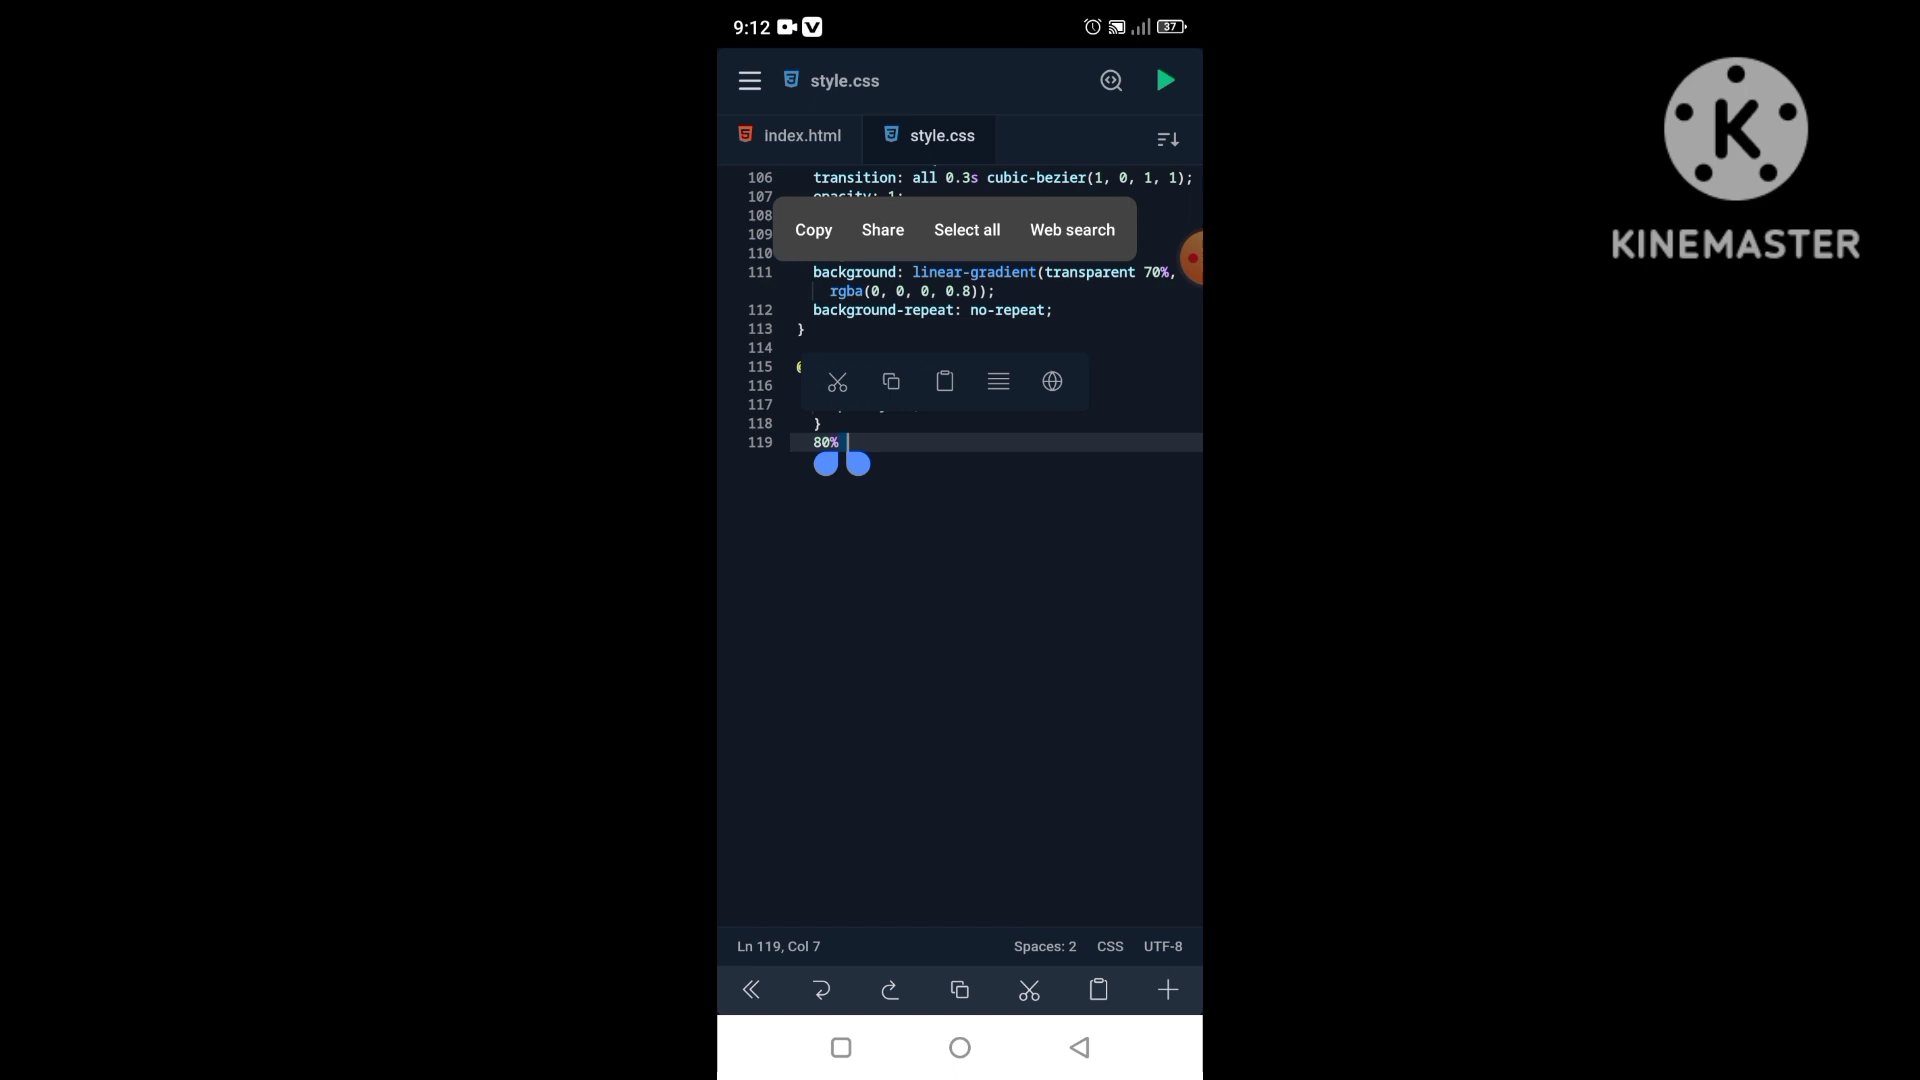 9:12
37
style.css
index.html
style.css
106 transition: all 0.3s cubic-bezier(1, 0, 1, 1);
107
108
109
110
Copy Share Select all Web search
111 background: linear-gradient(transparent 70%,
rgba(0, 0, 0, 0.8));
112 background-repeat: no-repeat;
113 }
114
115
116
117
118 }
119 80%
Ln 119, Col 7
Spaces: 2 CSS UTF-8
K
KINEMASTER